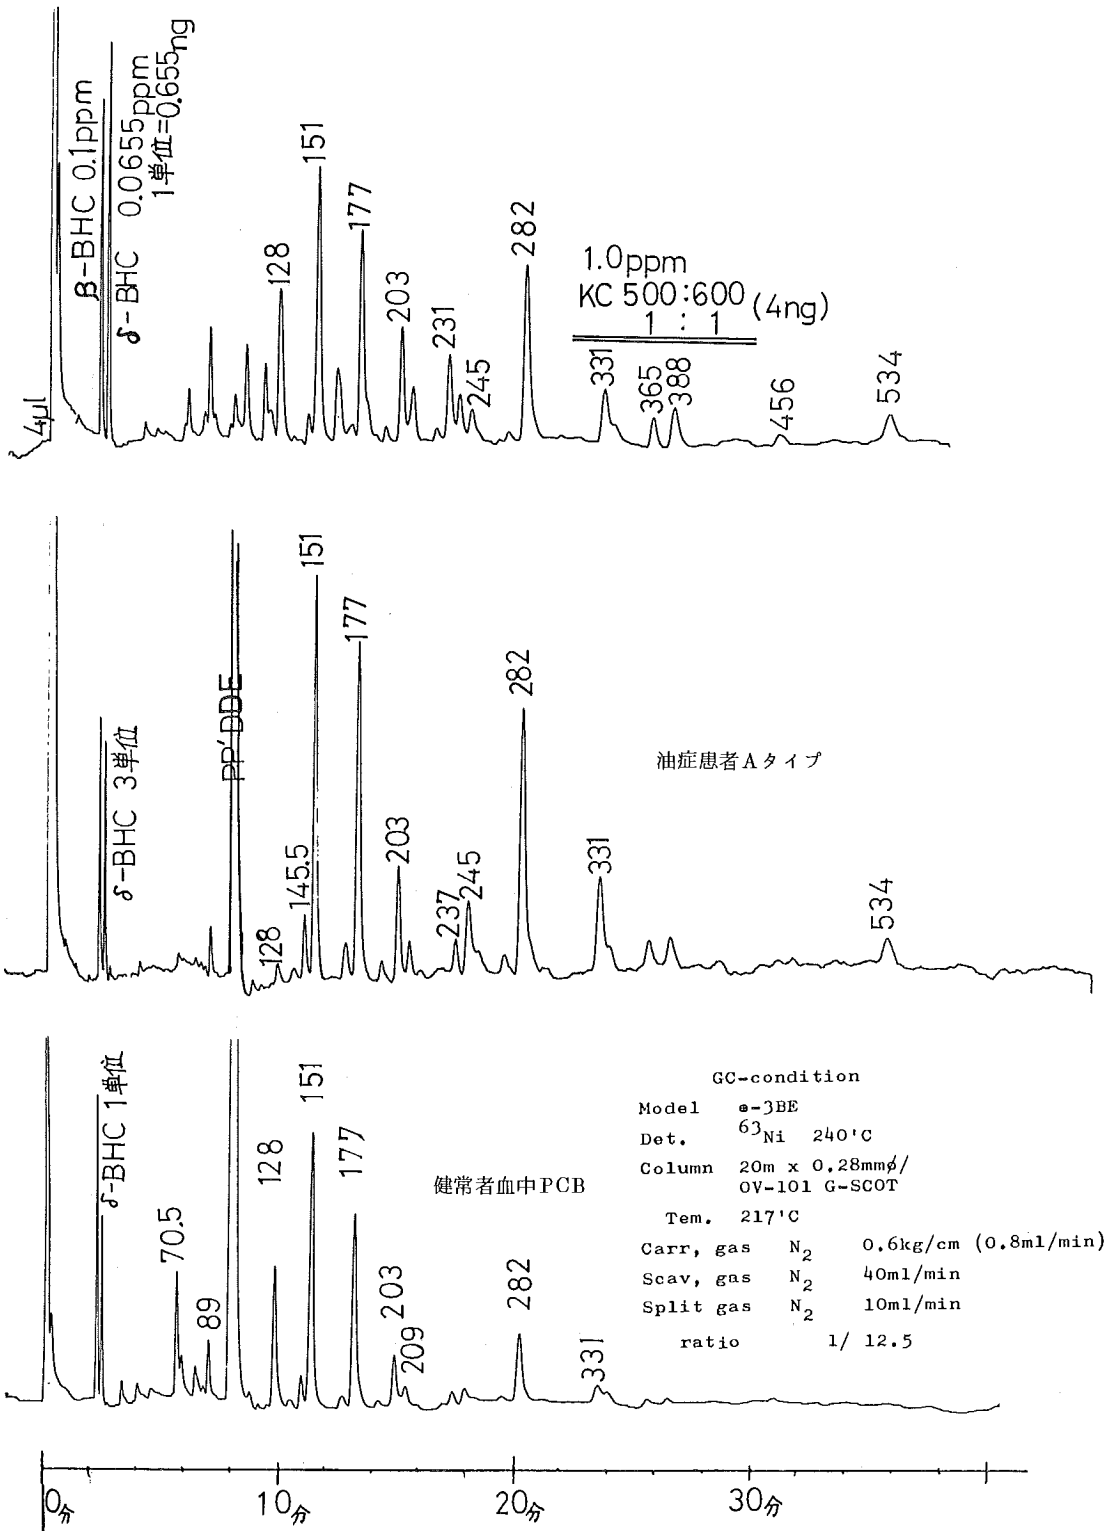 β-BHC 0.1ppm
δ-BHC 0.0655ppm
1単位=0.655ng
4μl
128
151
177
203
231
245
282
1.0ppm
KC 500:600 (4ng)
1 : 1
331
365
388
456
534
δ-BHC 3単位
PP'DDE
128
145.5
151
177
203
237
245
282
油症患者Aタイプ
331
534
δ-BHC 1単位
70.5
89
128
151
177
203
209
健常者血中PCB
282
331
GC-condition
Model -3BE
Det. 63Ni 240'C
Column 20m x 0.28mmø/
OV-101 G-SCOT
Tem. 217'C
Carr, gas N2 0.6kg/cm (0.8ml/min)
Scav, gas N2 40ml/min
Split gas N2 10ml/min
ratio 1/ 12.5
0分 10分 20分 30分